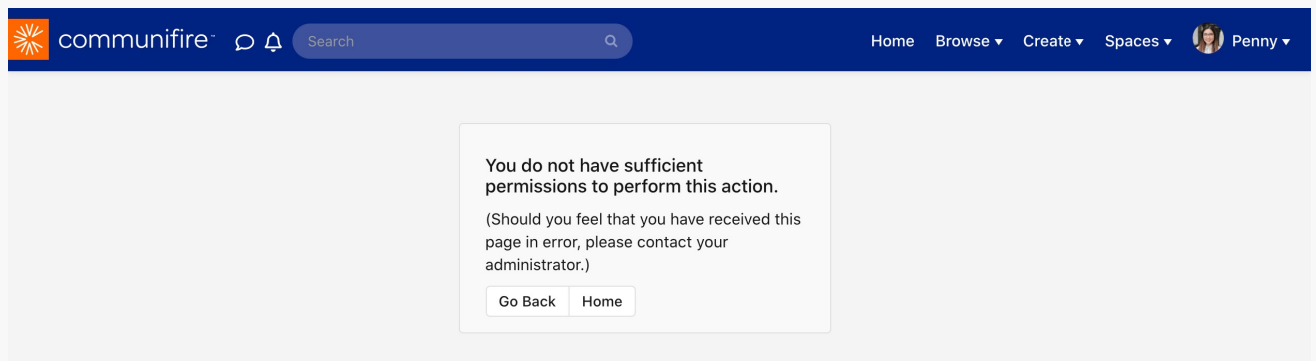 communifire™ Search Home Browse ▾ Create ▾ Spaces ▾ Penny ▾
You do not have sufficient
permissions to perform this action.
(Should you feel that you have received this
page in error, please contact your
administrator.)
Go Back Home